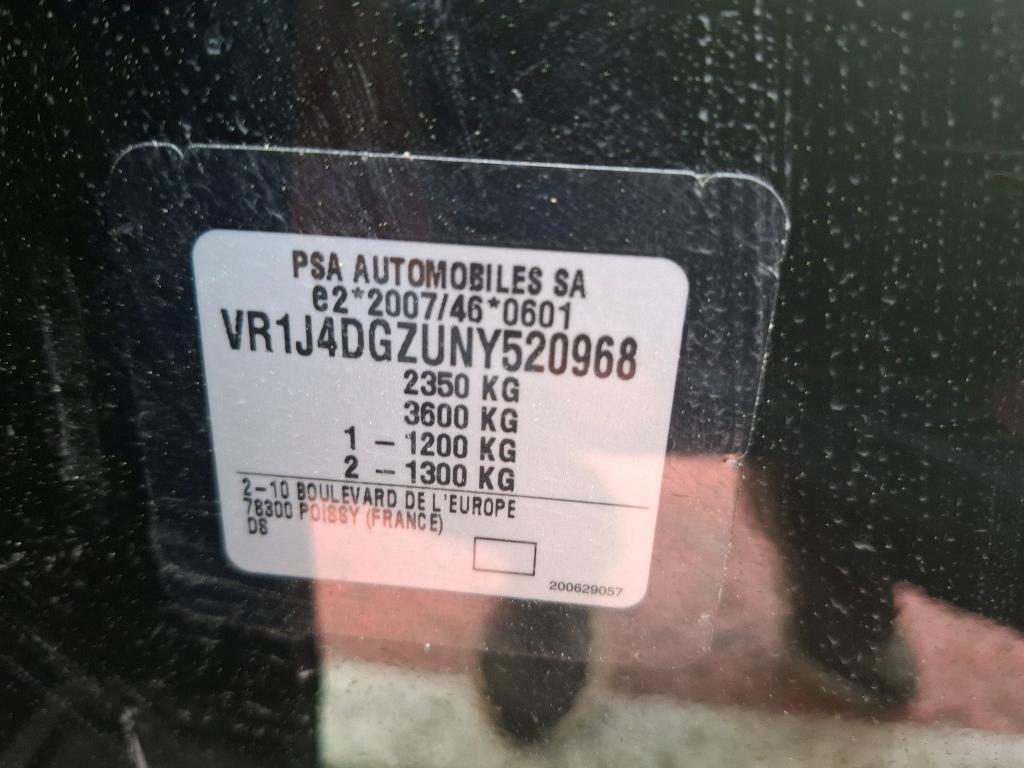 PSA AUTOMOBILES SA
e2*2007/46*0601
VR1J4DGZUNY520968
2350 KG
3600 KG
1 - 1200 KG
2 - 1300 KG
2-10 BOULEVARD DE L'EUROPE
78300 POISSY (FRANCE)
DS
200629057